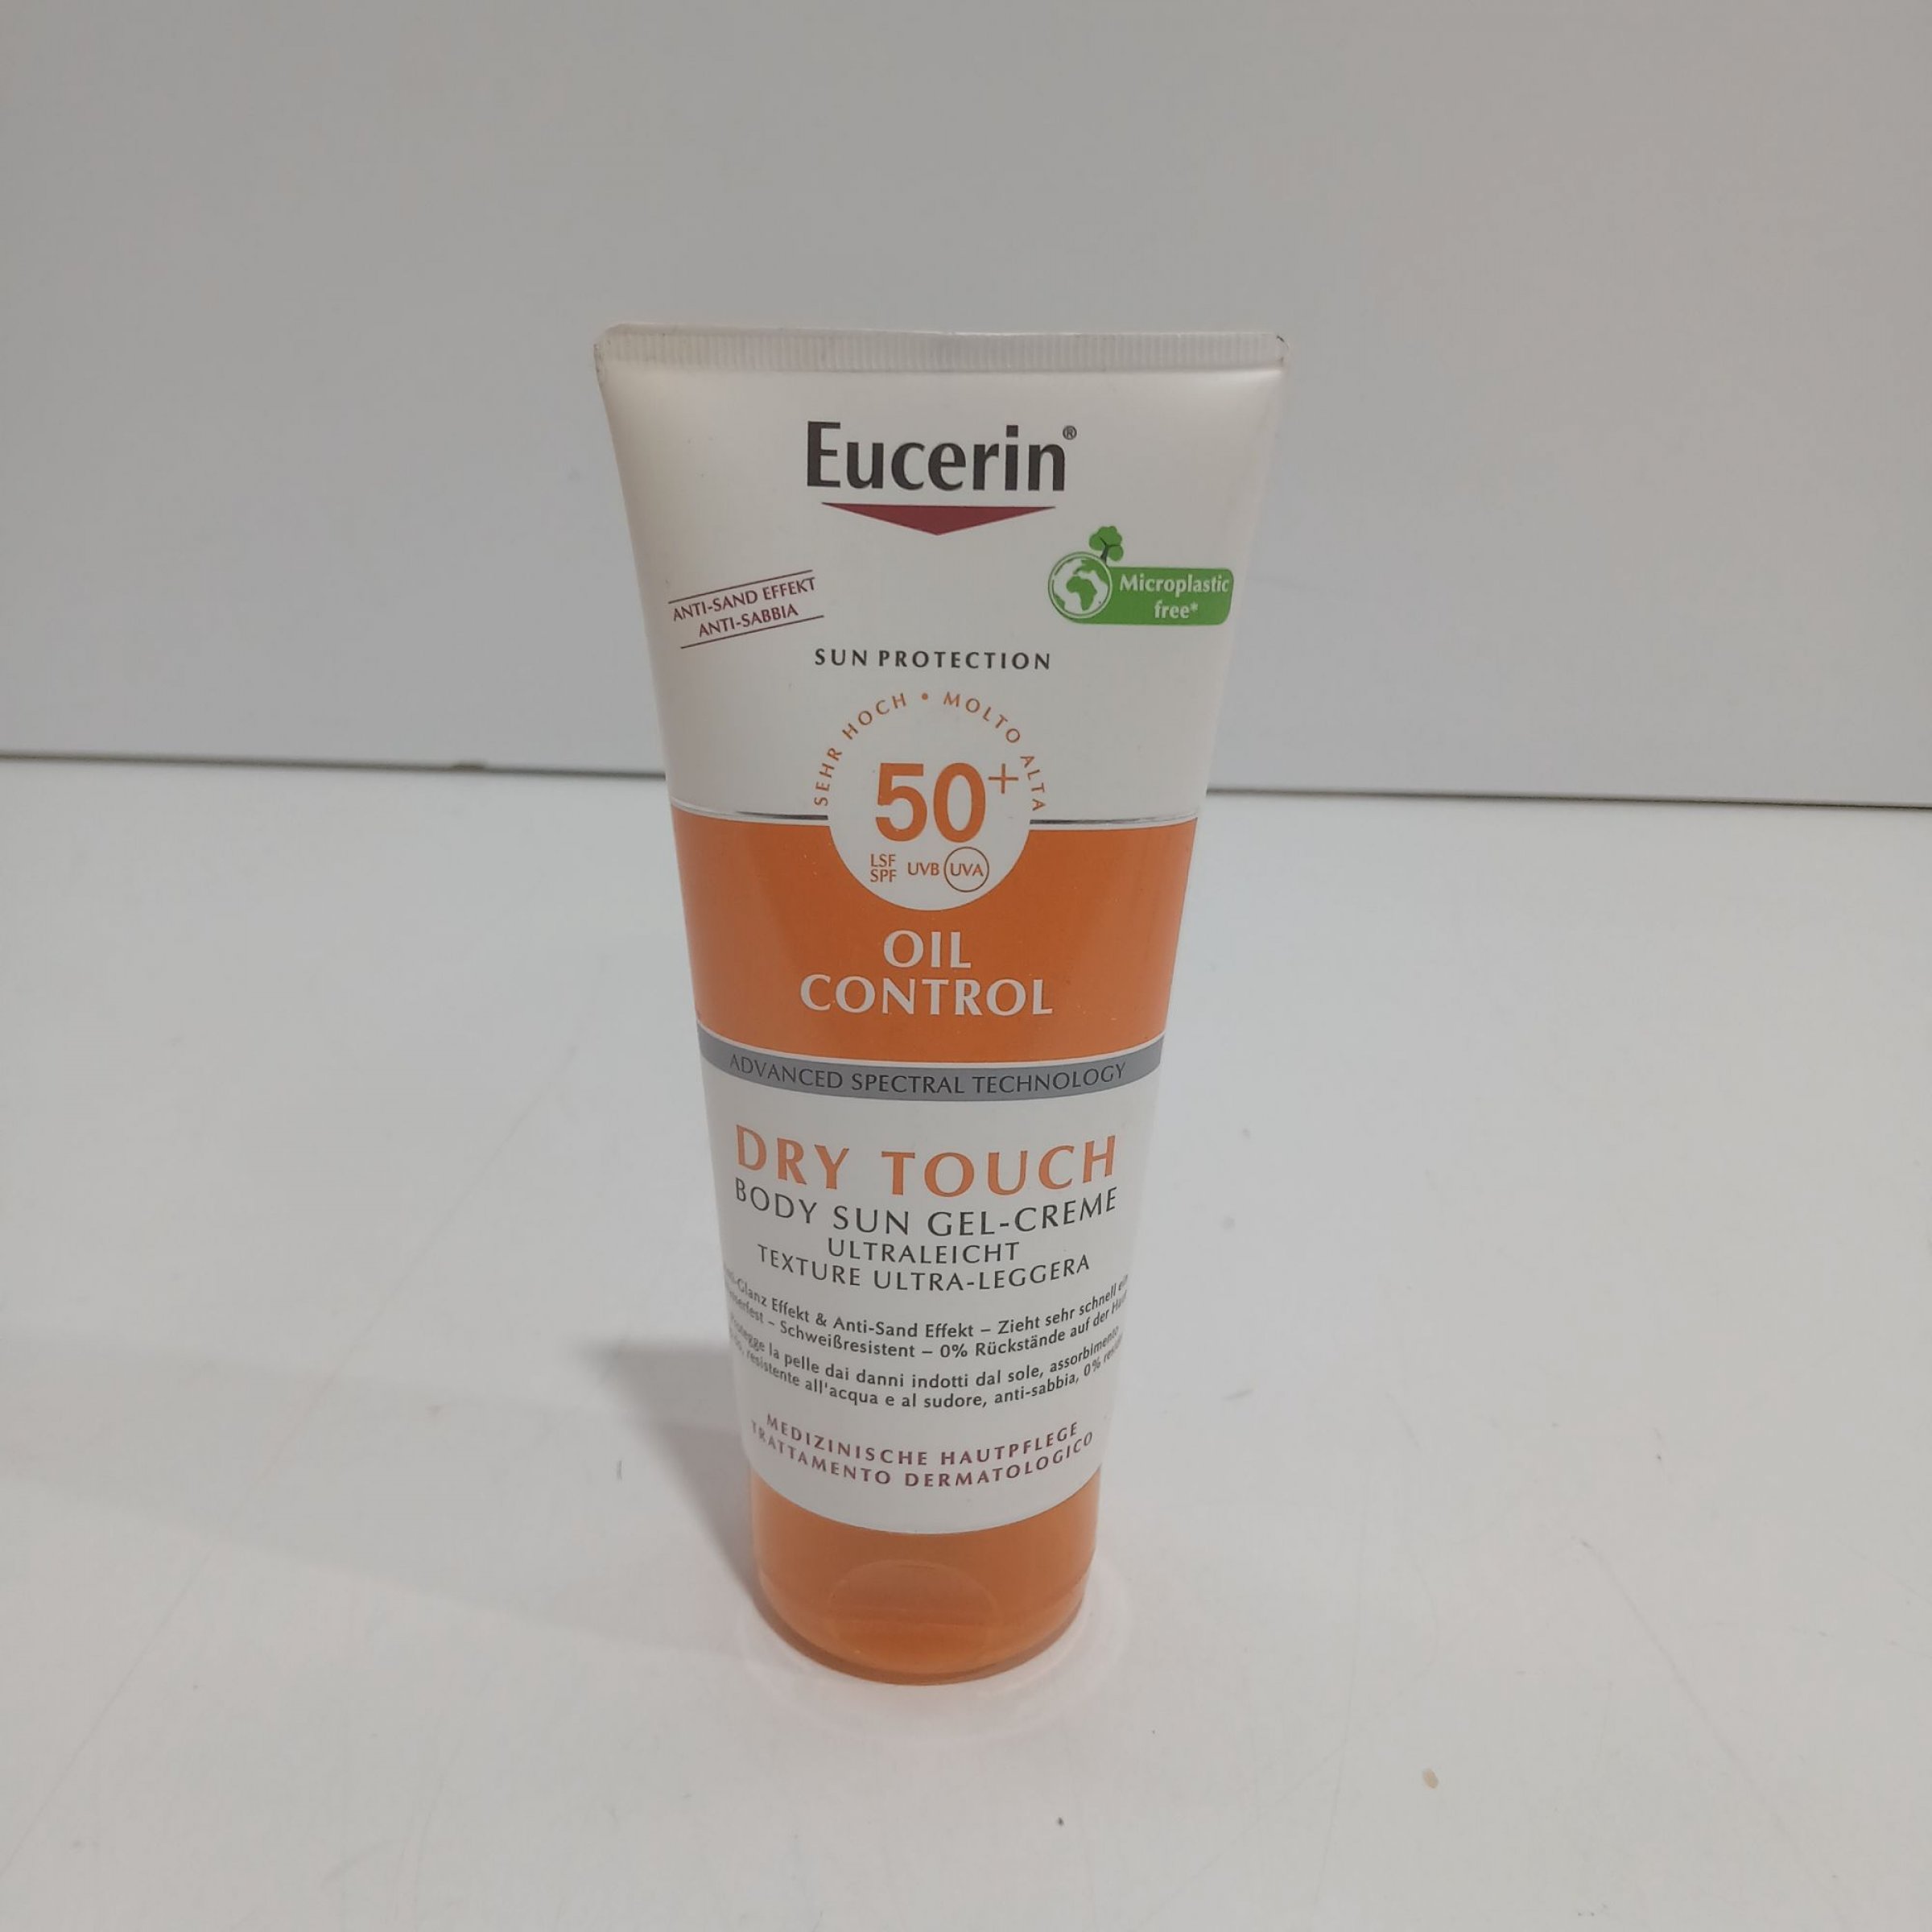 Eucerin®
ANTI-SAND EFFEKT
ANTI-SABBIA
Microplastic
free*
SUN PROTECTION
SEHR HOCH • MOLTO ALTA
50+
LSF
SPF
UVB UVA
OIL
CONTROL
ADVANCED SPECTRAL TECHNOLOGY
DRY TOUCH
BODY SUN GEL-CREME
ULTRALEICHT
TEXTURE ULTRA-LEGGERA
Effekt & Anti-Sand Effekt – Zieht sehr schnell
– Schweißresistent – 0% Rückstände auf der
la pelle dai danni indotti dal sole, assorbimento
resistente all'acqua e al sudore, anti-sabbia, 0%
MEDIZINISCHE HAUTPFLEGE
TRATTAMENTO DERMATOLOGICO